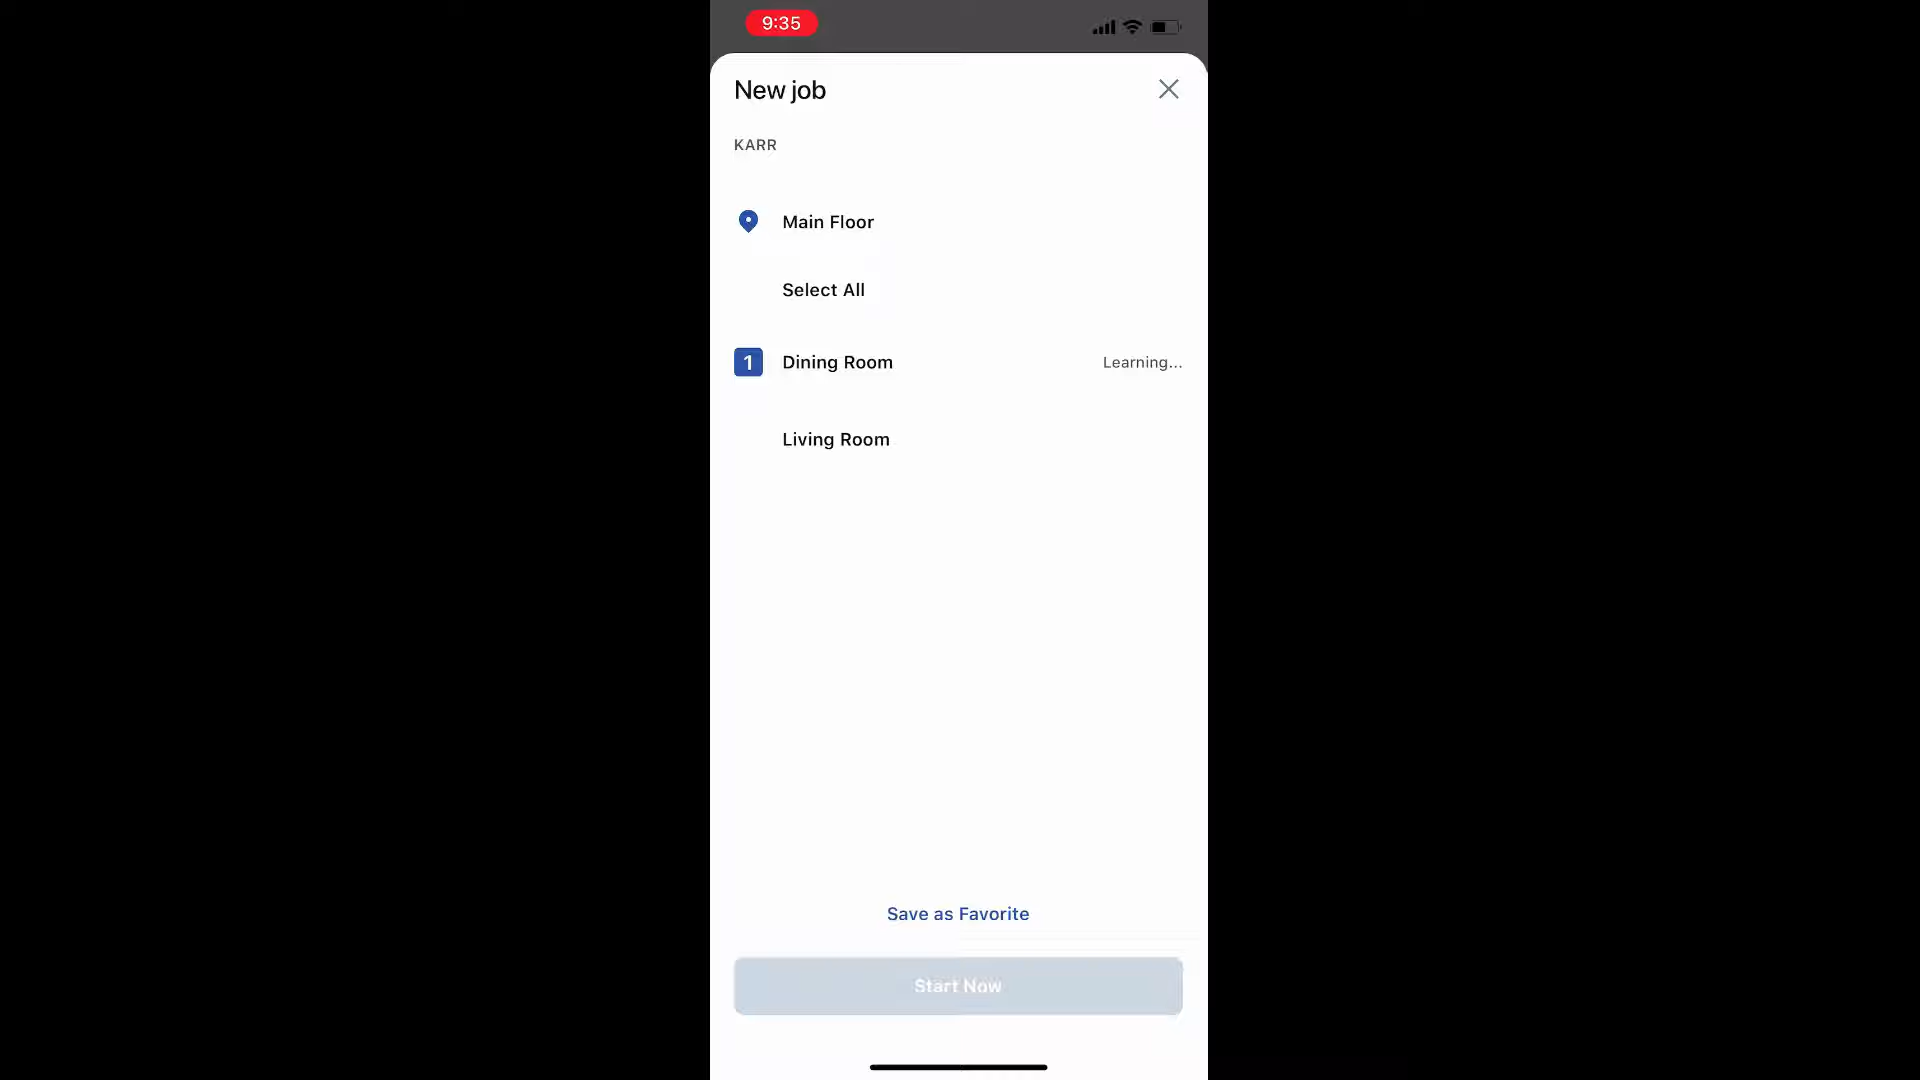 9:35
New job
KARR
Main Floor
Select All
1 Dining Room Learning...
Living Room
Save as Favorite
Start Now